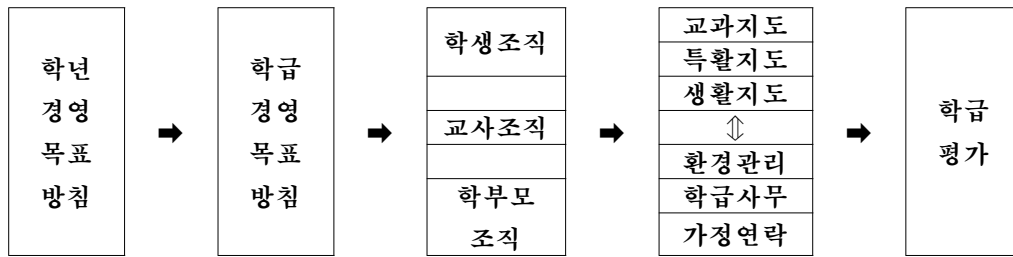 학년
경영
목표
방침
➡
학급
경영
목표
방침
➡
학생조직
교사조직
학부모
조직
➡
교과지도
특활지도
생활지도
⇕
환경관리
학급사무
가정연락
➡
학급
평가